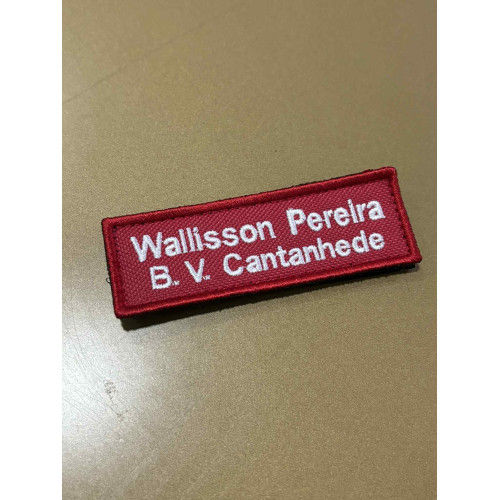 Wallisson Pereira
B. V. Cantanhede